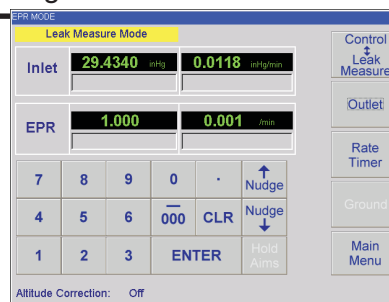 EPR MODE
Leak Measure Mode
Inlet 29.4340 inHg 0.0118 inHg/min
EPR 1.000 0.001 /min
7 8 9 0 . Nudge
4 5 6 000 CLR Nudge
1 2 3 ENTER Hold Aims
Altitude Correction: Off
Control
Leak
Measure
Outlet
Rate
Timer
Ground
Main
Menu